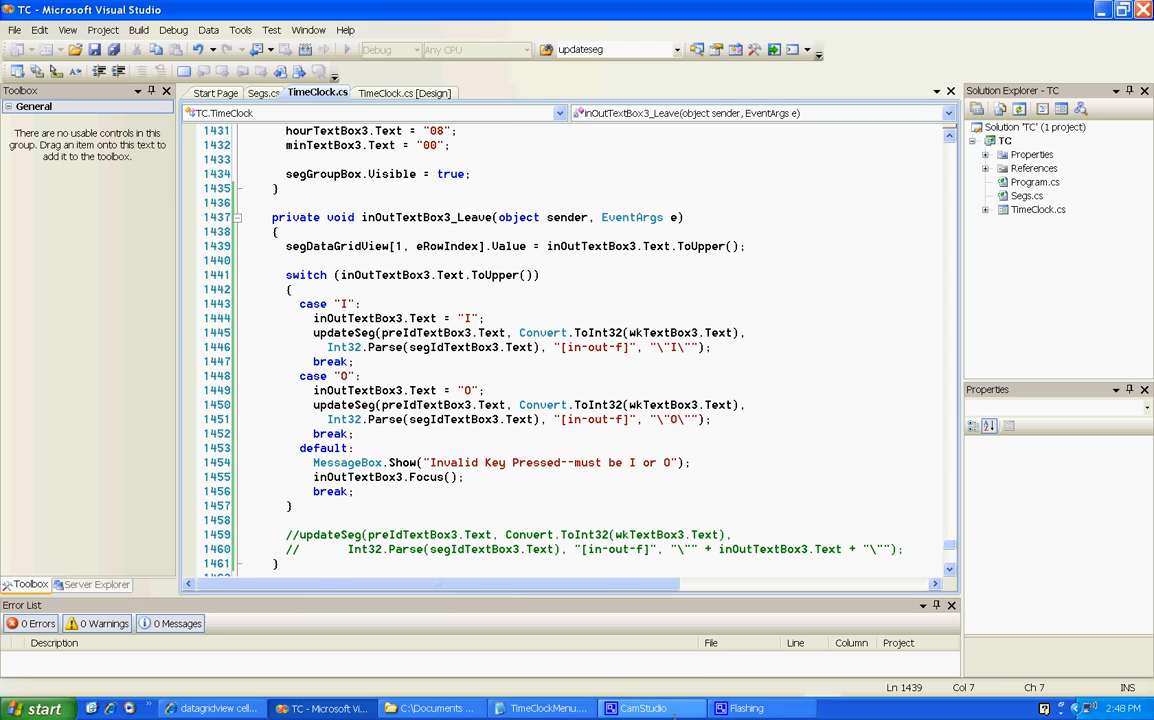 TC - Microsoft Visual Studio
File Edit View Project Build Debug Data Tools Test Window Help
Debug Any CPU updateseg
Toolbox
General
There are no usable controls in this
group. Drag an item onto this text to
add it to the toolbox.
Toolbox Server Explorer
Start Page Segs.cs TimeClock.cs TimeClock.cs [Design]
TC.TimeClock inOutTextBox3_Leave(object sender, EventArgs e)
1431 hourTextBox3.Text = "08";
1432 minTextBox3.Text = "00";
1433
1434 segGroupBox.Visible = true;
1435 }
1436
1437 private void inOutTextBox3_Leave(object sender, EventArgs e)
1438 {
1439 segDataGridView[1, eRowIndex].Value = inOutTextBox3.Text.ToUpper();
1440
1441 switch (inOutTextBox3.Text.ToUpper())
1442 {
1443 case "I":
1444 inOutTextBox3.Text = "I";
1445 updateSeg(preIdTextBox3.Text, Convert.ToInt32(wkTextBox3.Text),
1446 Int32.Parse(segIdTextBox3.Text), "[in-out-f]", "\"I\"");
1447 break;
1448 case "O":
1449 inOutTextBox3.Text = "O";
1450 updateSeg(preIdTextBox3.Text, Convert.ToInt32(wkTextBox3.Text),
1451 Int32.Parse(segIdTextBox3.Text), "[in-out-f]", "\"O\"");
1452 break;
1453 default:
1454 MessageBox.Show("Invalid Key Pressed--must be I or O");
1455 inOutTextBox3.Focus();
1456 break;
1457 }
1458
1459 //updateSeg(preIdTextBox3.Text, Convert.ToInt32(wkTextBox3.Text),
1460 // Int32.Parse(segIdTextBox3.Text), "[in-out-f]", "\"" + inOutTextBox3.Text + "\"");
1461 }
Solution Explorer - TC
Solution 'TC' (1 project)
TC
Properties
References
Program.cs
Segs.cs
TimeClock.cs
Properties
Error List
0 Errors 0 Warnings 0 Messages
Description File Line Column Project
Ln 1439 Col 7 Ch 7 INS
start datagridview cell... TC - Microsoft Vi... C:\Documents ... TimeClockMenu.... CamStudio Flashing 2:48 PM